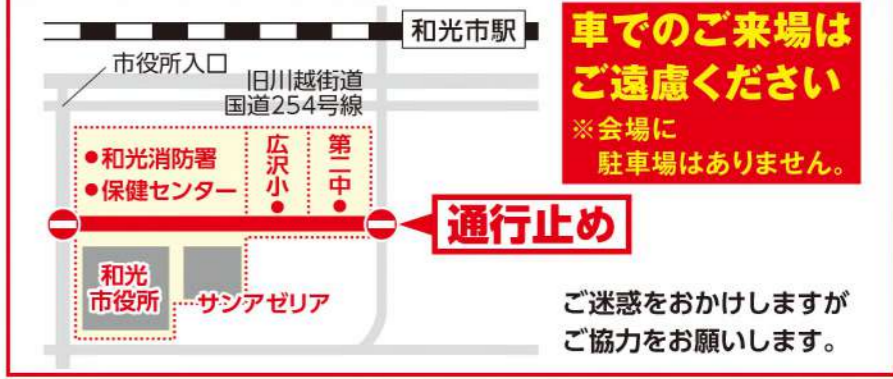 和光市駅
市役所入口
旧川越街道
国道254号線
●和光消防署
●保健センター
広沢小
第二中
通行止め
和光
市役所
サンアゼリア
車でのご来場は
ご遠慮ください
※会場に
駐車場はありません。
ご迷惑をおかけしますが
ご協力をお願いします。